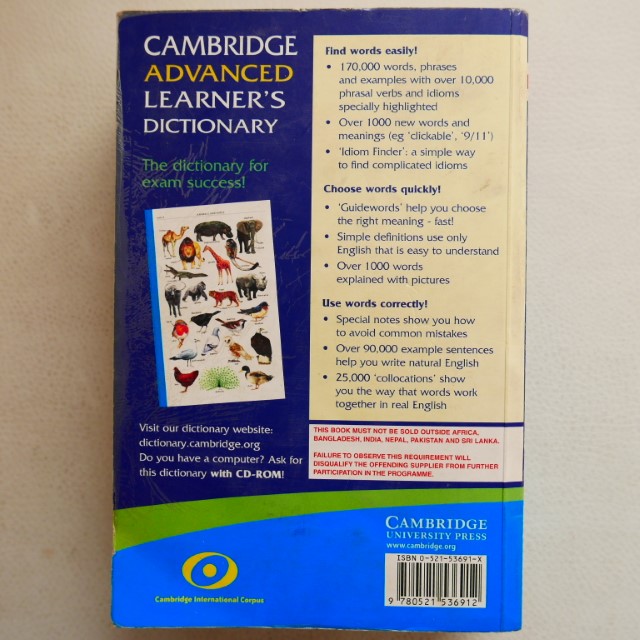 CAMBRIDGE
ADVANCED
LEARNER'S
DICTIONARY
The dictionary for
exam success!
Visit our dictionary website:
dictionary.cambridge.org
Do you have a computer? Ask for
this dictionary with CD-ROM!
Cambridge International Corpus
Find words easily!
• 170,000 words, phrases
and examples with over 10,000
phrasal verbs and idioms
specially highlighted
• Over 1000 new words and
meanings (eg 'clickable', '9/11')
• 'Idiom Finder': a simple way
to find complicated idioms
Choose words quickly!
• 'Guidewords' help you choose
the right meaning - fast!
• Simple definitions use only
English that is easy to understand
• Over 1000 words
explained with pictures
Use words correctly!
• Special notes show you how
to avoid common mistakes
• Over 90,000 example sentences
help you write natural English
• 25,000 'collocations' show
you the way that words work
together in real English
THIS BOOK MUST NOT BE SOLD OUTSIDE AFRICA,
BANGLADESH, INDIA, NEPAL, PAKISTAN AND SRI LANKA.
FAILURE TO OBSERVE THIS REQUIREMENT WILL
DISQUALIFY THE OFFENDING SUPPLIER FROM FURTHER
PARTICIPATION IN THE PROGRAMME.
CAMBRIDGE
UNIVERSITY PRESS
www.cambridge.org
ISBN 0-521-53691-X
9 780521 536912